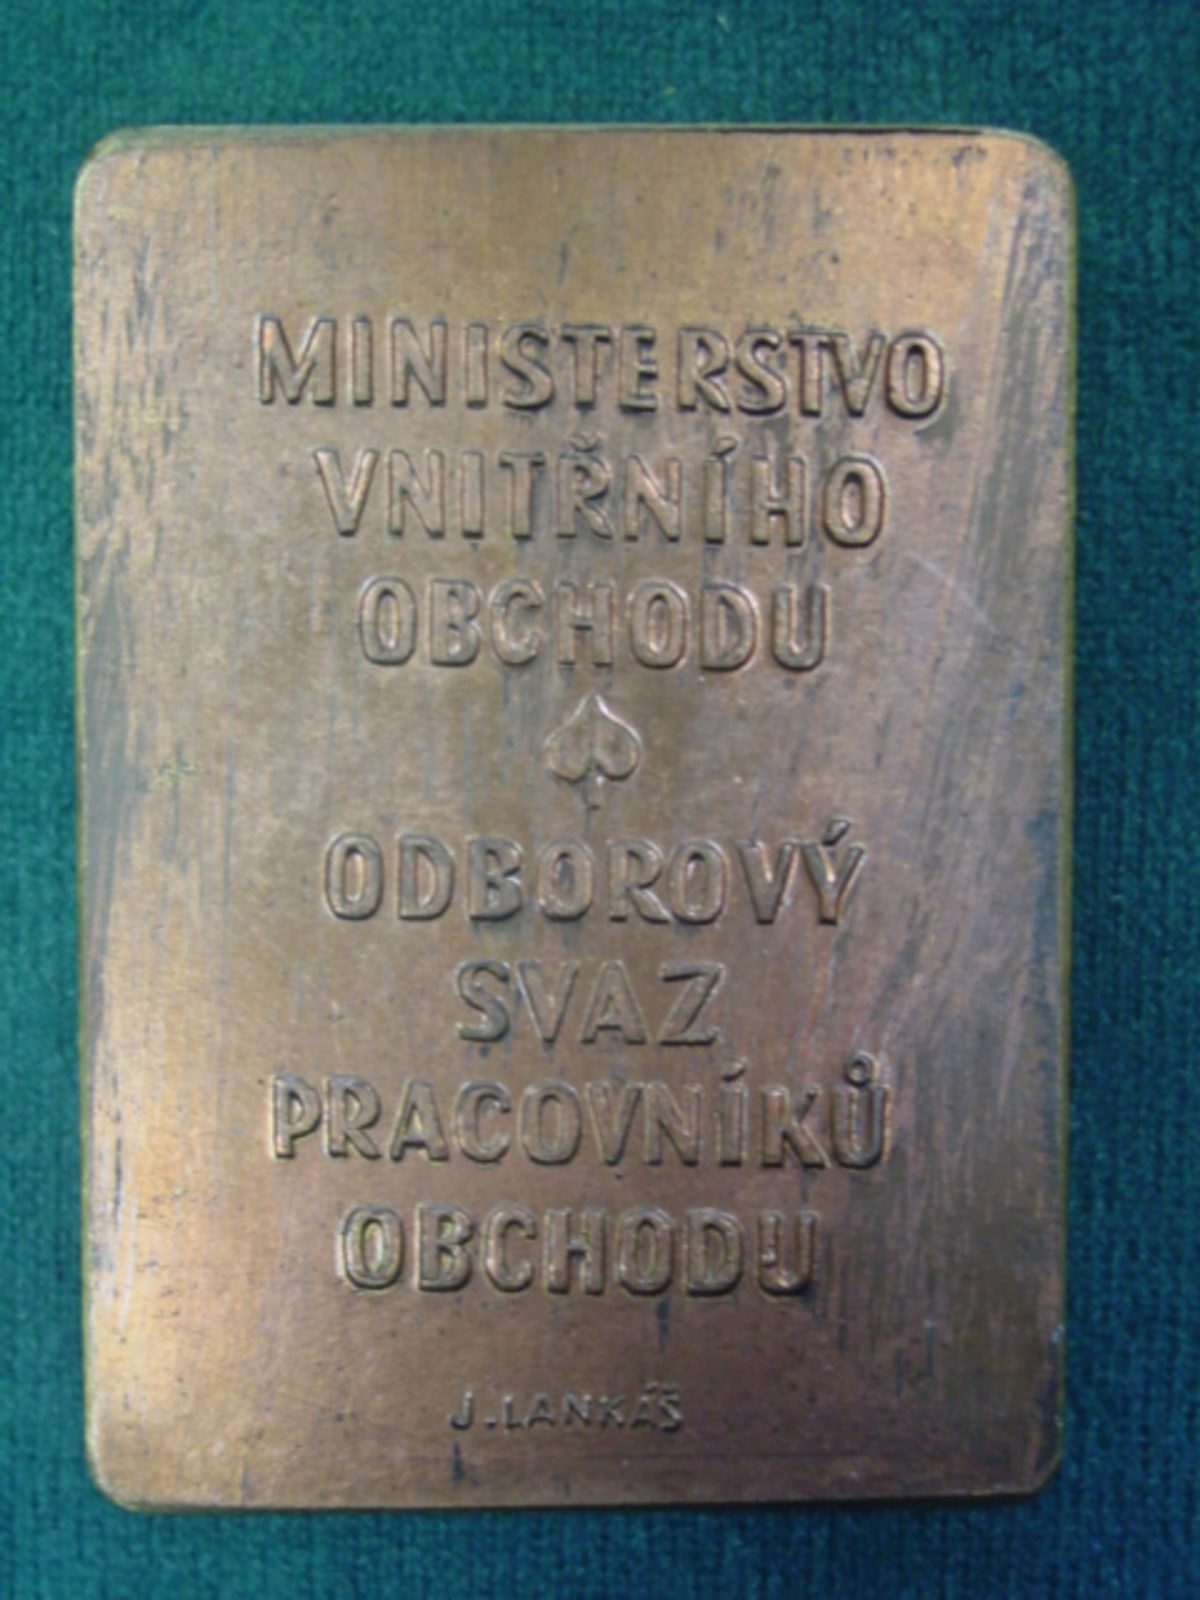 MINISTERSTVO
VNITŘNÍHO
OBCHODU
ODBOROVÝ
SVAZ
PRACOVNÍKŮ
OBCHODU
J. LANKÁŠ